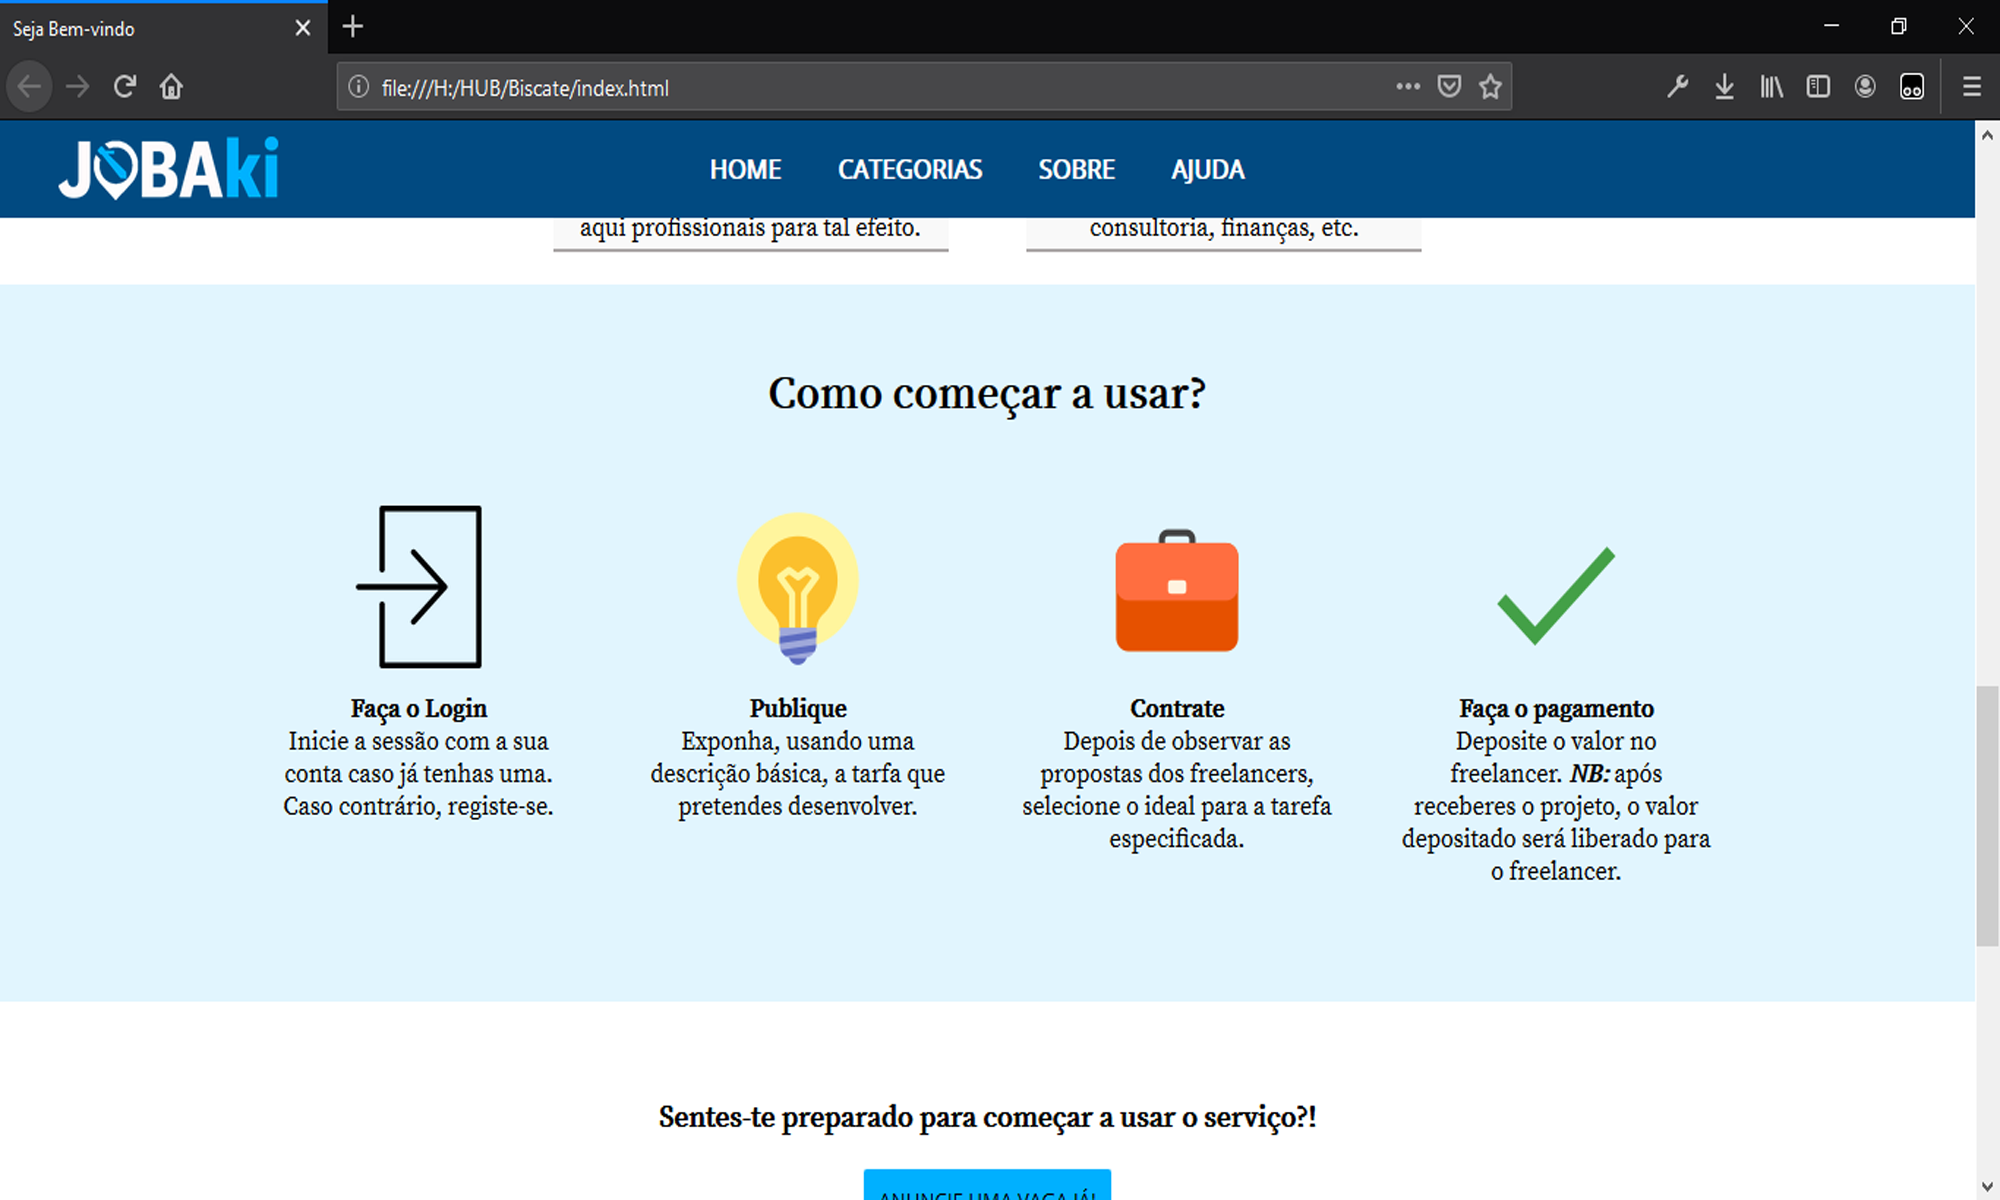 Seja Bem-vindo
file:///H:/HUB/Biscate/index.html
JOBAki
HOME CATEGORIAS SOBRE AJUDA
aqui profissionais para tal efeito.
consultoria, finanças, etc.
Como começar a usar?
Faça o Login
Inicie a sessão com a sua
conta caso já tenhas uma.
Caso contrário, registe-se.
Publique
Exponha, usando uma
descrição básica, a tarfa que
pretendes desenvolver.
Contrate
Depois de observar as
propostas dos freelancers,
selecione o ideal para a tarefa
especificada.
Faça o pagamento
Deposite o valor no
freelancer. NB: após
receberes o projeto, o valor
depositado será liberado para
o freelancer.
Sentes-te preparado para começar a usar o serviço?!
ANUNCIE UMA VAGA JÁ!